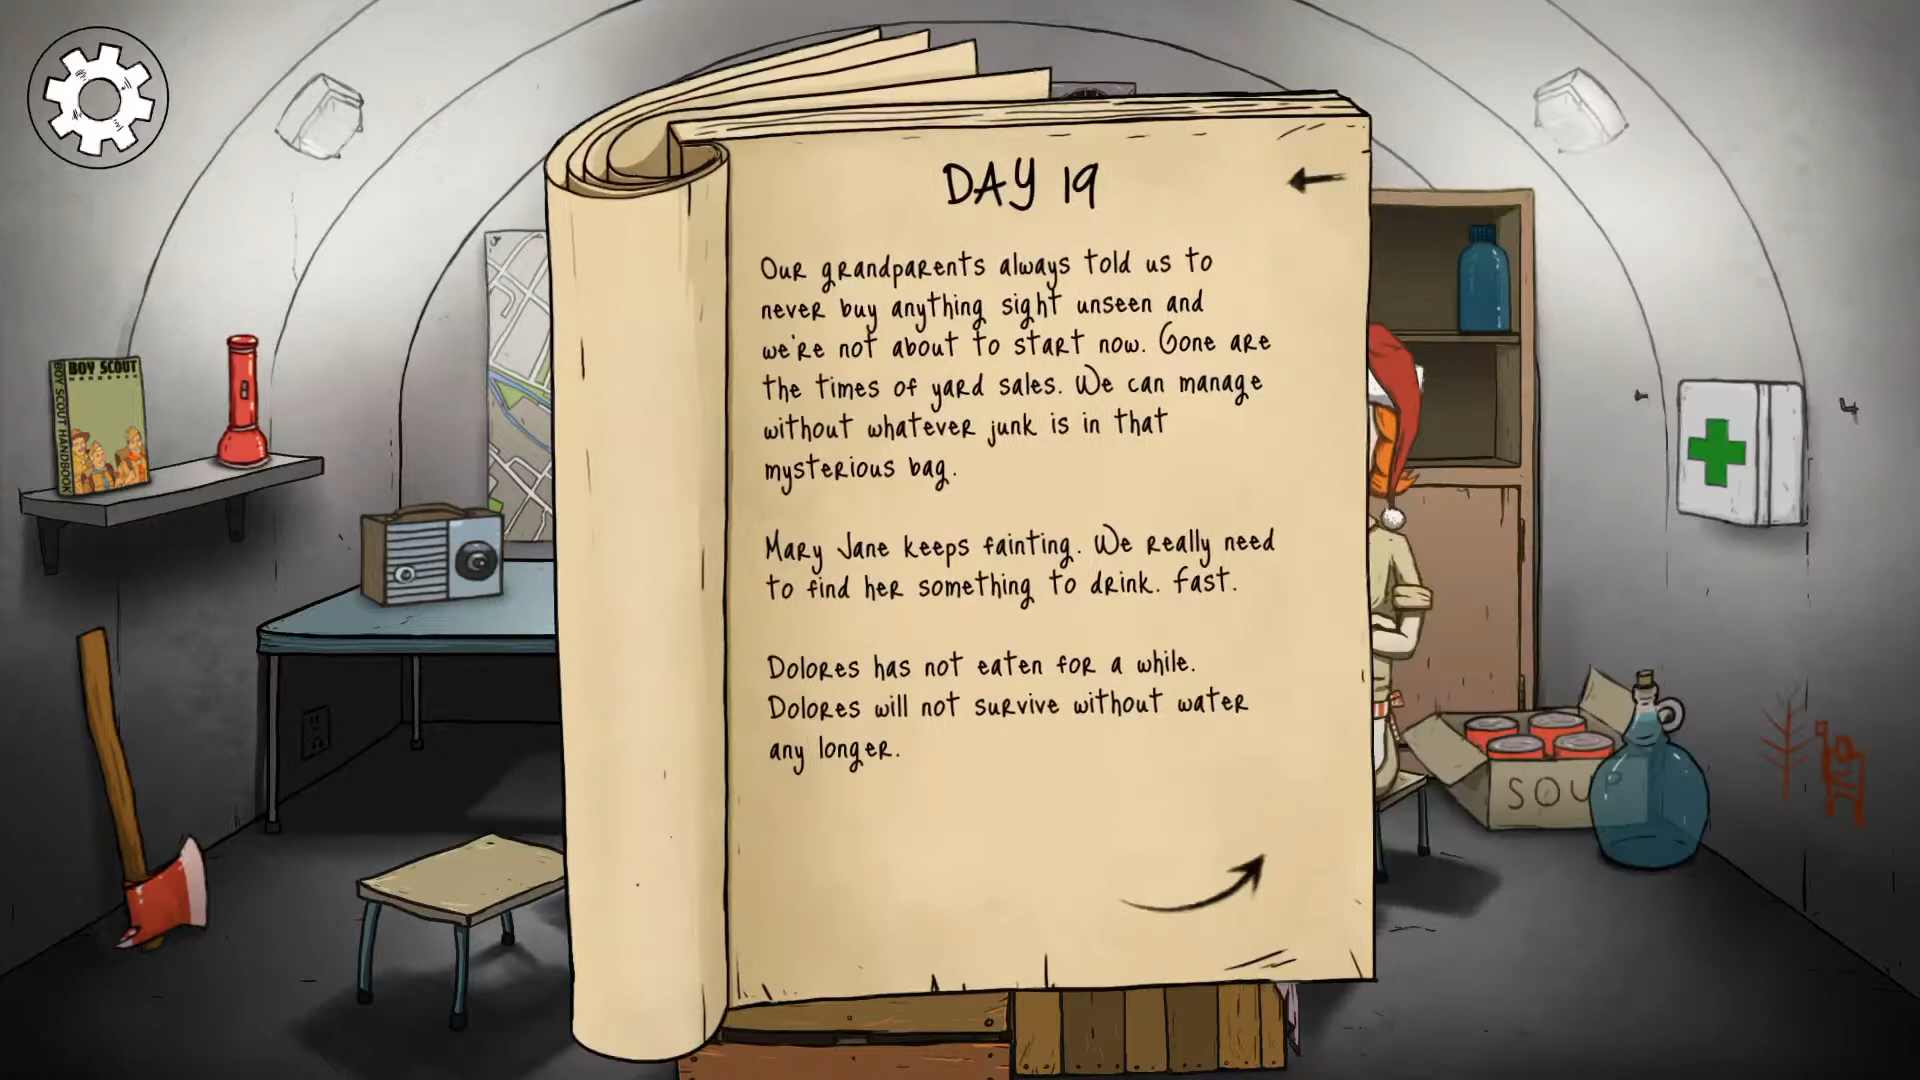 DAY 19
Our grandparents always told us to
never buy anything sight unseen and
we're not about to start now. Gone are
the times of yard sales. We can manage
without whatever junk is in that
mysterious bag.
Mary Jane keeps fainting. We really need
to find her something to drink. Fast.
Dolores has not eaten for a while.
Dolores will not survive without water
any longer.
BOY SCOUT
BOY SCOUT HANDBOOK
SOU